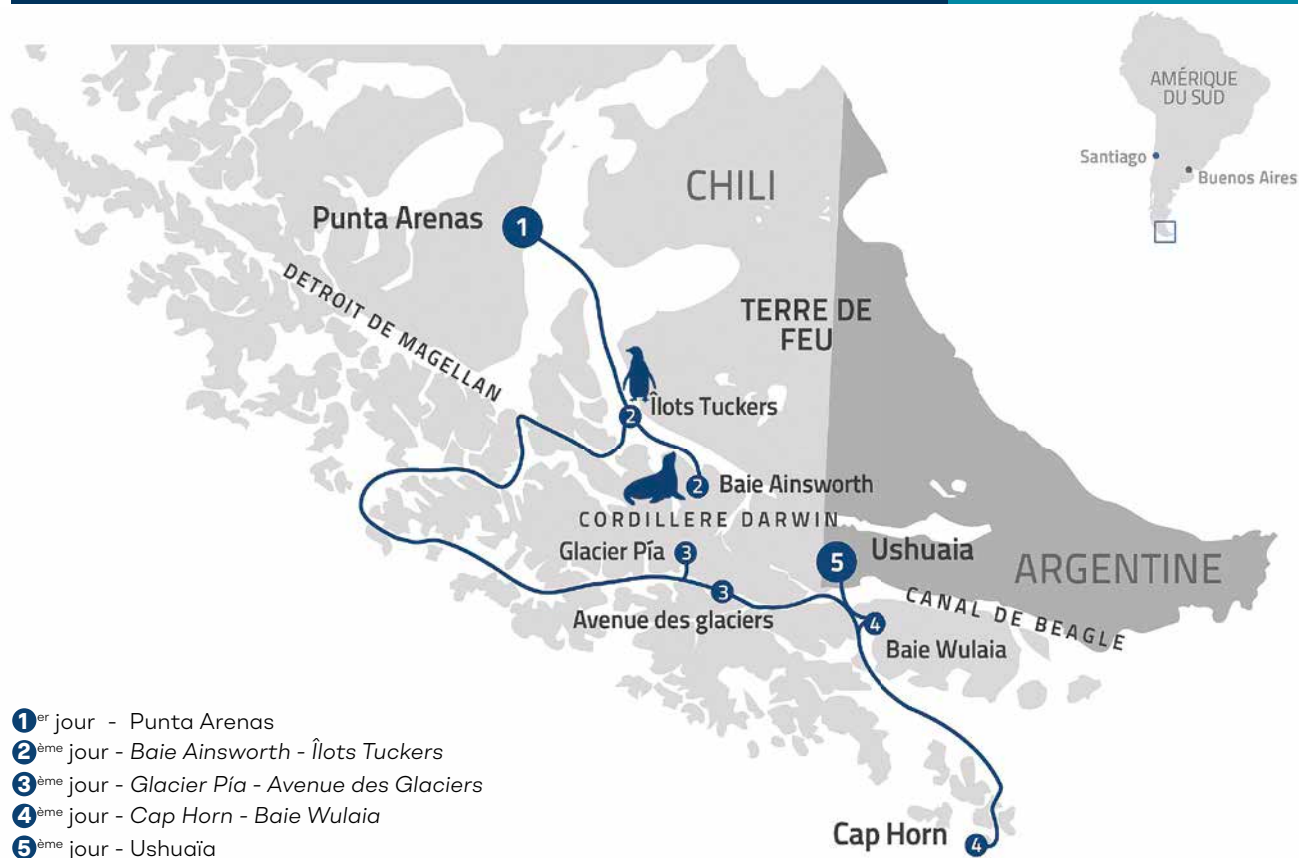 AMÉRIQUE
DU SUD
Santiago
Buenos Aires
CHILI
Punta Arenas
1
DETROIT DE MAGELLAN
TERRE DE
FEU
Îlots Tuckers
2
2
Baie Ainsworth
CORDILLERE DARWIN
Glacier Pía
3
5
Ushuaia
ARGENTINE
3
Avenue des glaciers
CANAL DE BEAGLE
4
Baie Wulaia
Cap Horn
4
1er jour - Punta Arenas
2ème jour - Baie Ainsworth - Îlots Tuckers
3ème jour - Glacier Pía - Avenue des Glaciers
4ème jour - Cap Horn - Baie Wulaia
5ème jour - Ushuaïa